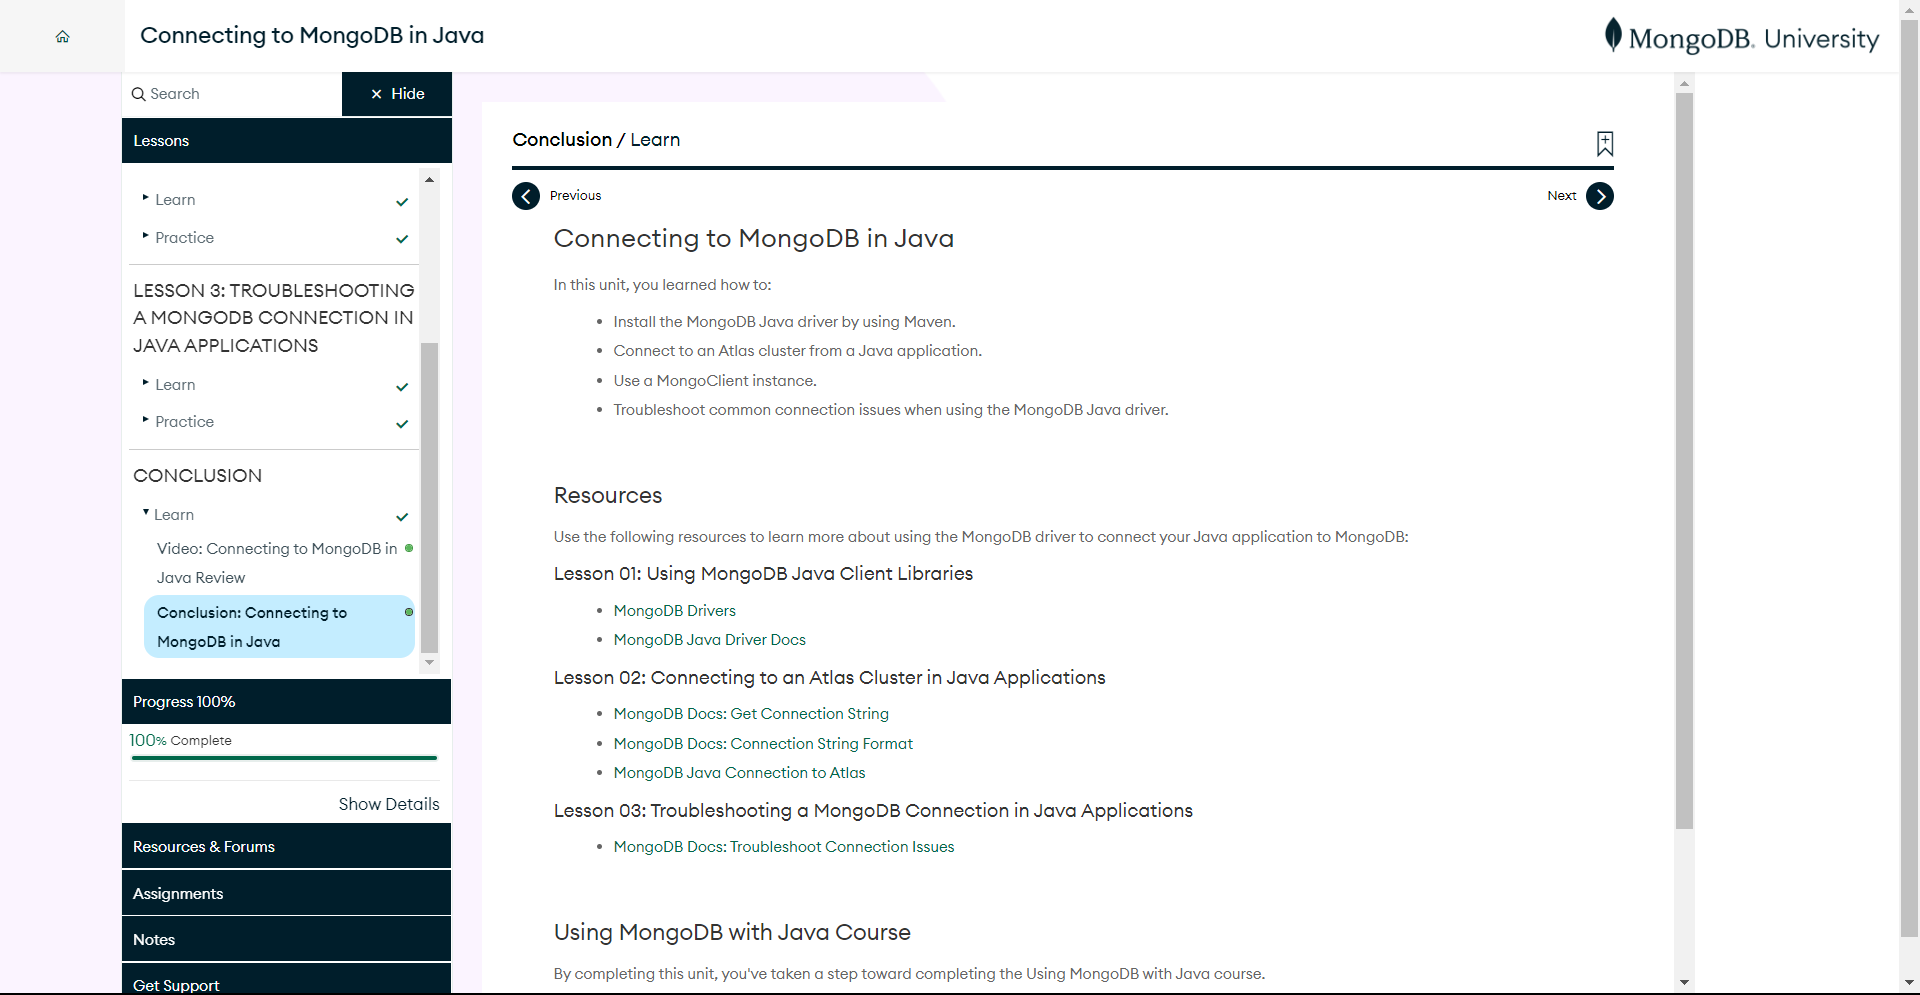 Connecting to MongoDB in Java
MongoDB. University
Search
× Hide
Lessons
Learn
Practice
LESSON 3: TROUBLESHOOTING
A MONGODB CONNECTION IN
JAVA APPLICATIONS
Learn
Practice
CONCLUSION
Learn
Video: Connecting to MongoDB in
Java Review
Conclusion: Connecting to
MongoDB in Java
Progress 100%
100% Complete
Show Details
Resources & Forums
Assignments
Notes
Get Support
Conclusion / Learn
Previous
Next
Connecting to MongoDB in Java
In this unit, you learned how to:
• Install the MongoDB Java driver by using Maven.
• Connect to an Atlas cluster from a Java application.
• Use a MongoClient instance.
• Troubleshoot common connection issues when using the MongoDB Java driver.
Resources
Use the following resources to learn more about using the MongoDB driver to connect your Java application to MongoDB:
Lesson 01: Using MongoDB Java Client Libraries
• MongoDB Drivers
• MongoDB Java Driver Docs
Lesson 02: Connecting to an Atlas Cluster in Java Applications
• MongoDB Docs: Get Connection String
• MongoDB Docs: Connection String Format
• MongoDB Java Connection to Atlas
Lesson 03: Troubleshooting a MongoDB Connection in Java Applications
• MongoDB Docs: Troubleshoot Connection Issues
Using MongoDB with Java Course
By completing this unit, you've taken a step toward completing the Using MongoDB with Java course.